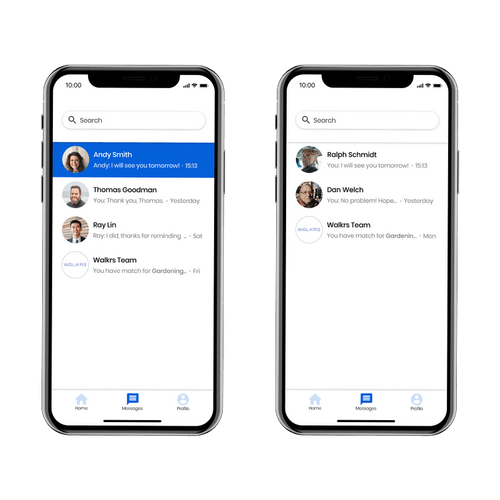 10:00
Search
Andy Smith
Andy: I will see you tomorrow! · 15:13
Thomas Goodman
You: Thank you, Thomas. · Yesterday
Ray Lin
Roy: I did, thanks for reminding ... · Sat
Walkrs Team
WALKRS
You have match for Gardening... · Fri
Home
Messages
Profile
10:00
Search
Ralph Schmidt
You: I will see you tomorrow! · 15:13
Dan Welch
You: No problem! Hope... · Yesterday
Walkrs Team
WALKRS
You have match for Gardenin... · Mon
Home
Messages
Profile